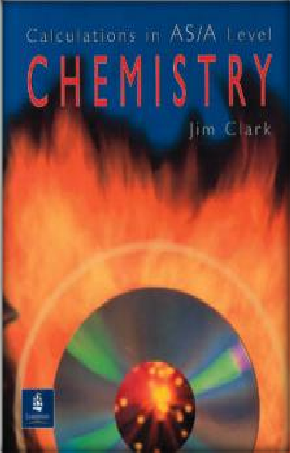 Calculations in AS/A Level
CHEMISTRY
Jim Clark